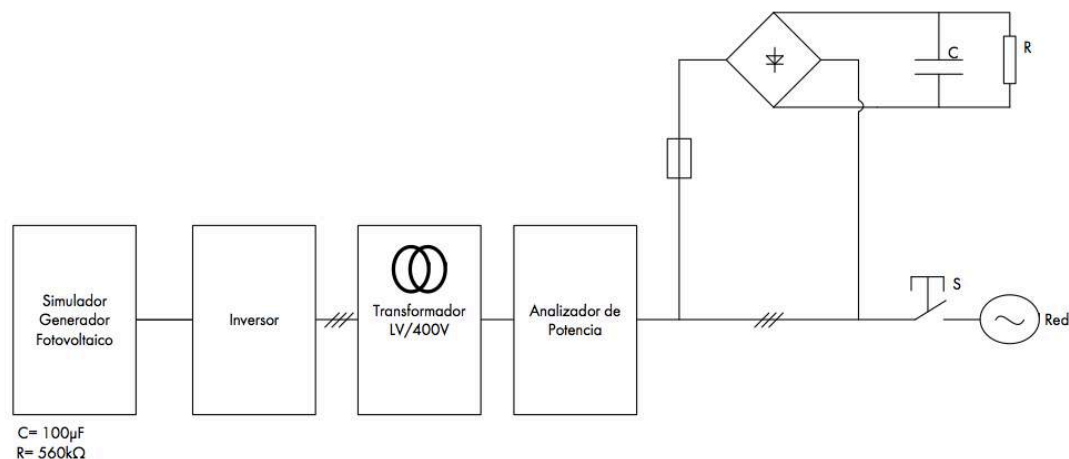 C
R
Simulador
Generador
Fotovoltaico
Inversor
Transformador
LV/400V
Analizador de
Potencia
S
Red
C= 100μF
R= 560kΩ